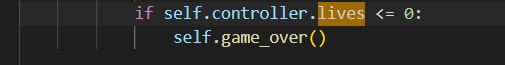 if self.controller.lives <= 0:
self.game_over()